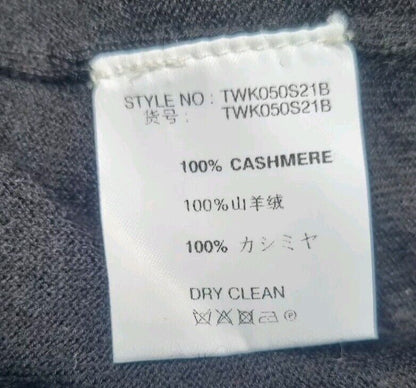 STYLE NO : TWK050S21B
货号 : TWK050S21B
100% CASHMERE
100%山羊绒
100% カシミヤ
DRY CLEAN